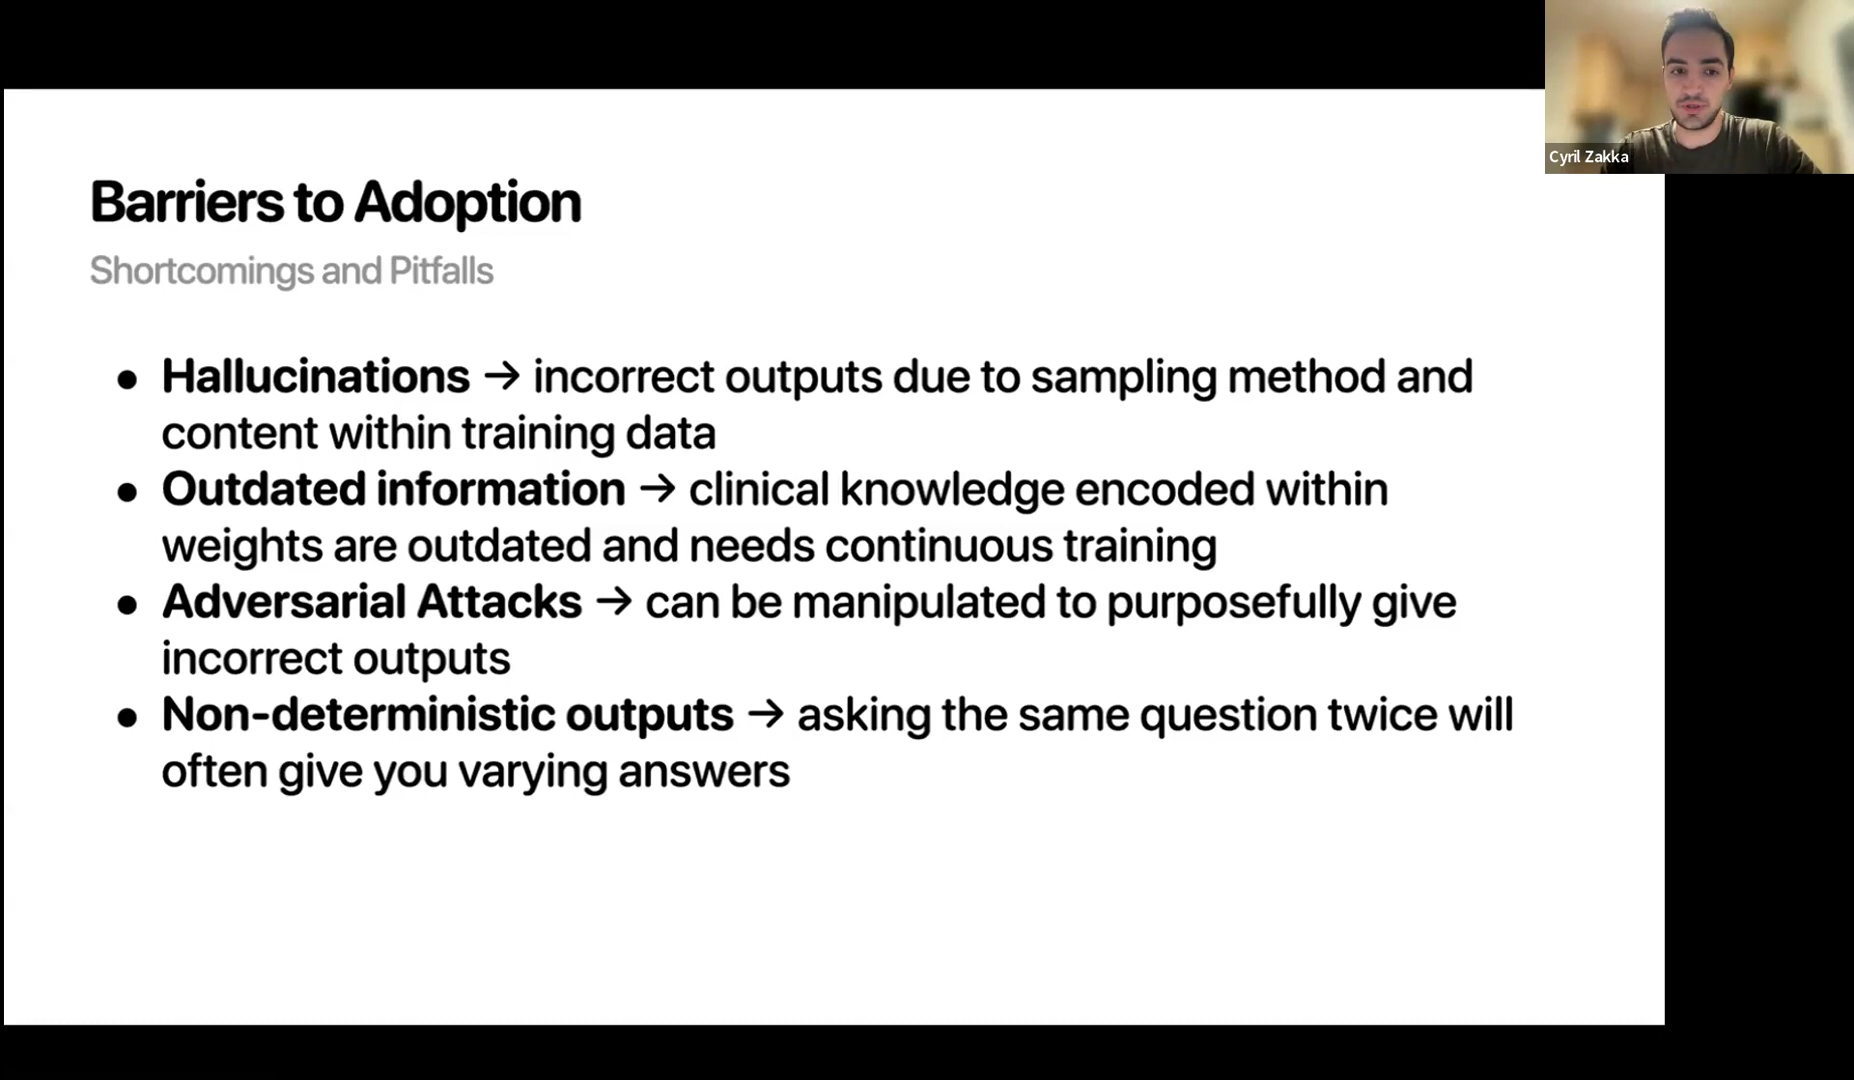 Cyril Zakka
Barriers to Adoption
Shortcomings and Pitfalls
● Hallucinations → incorrect outputs due to sampling method and
content within training data
● Outdated information → clinical knowledge encoded within
weights are outdated and needs continuous training
● Adversarial Attacks → can be manipulated to purposefully give
incorrect outputs
● Non-deterministic outputs → asking the same question twice will
often give you varying answers